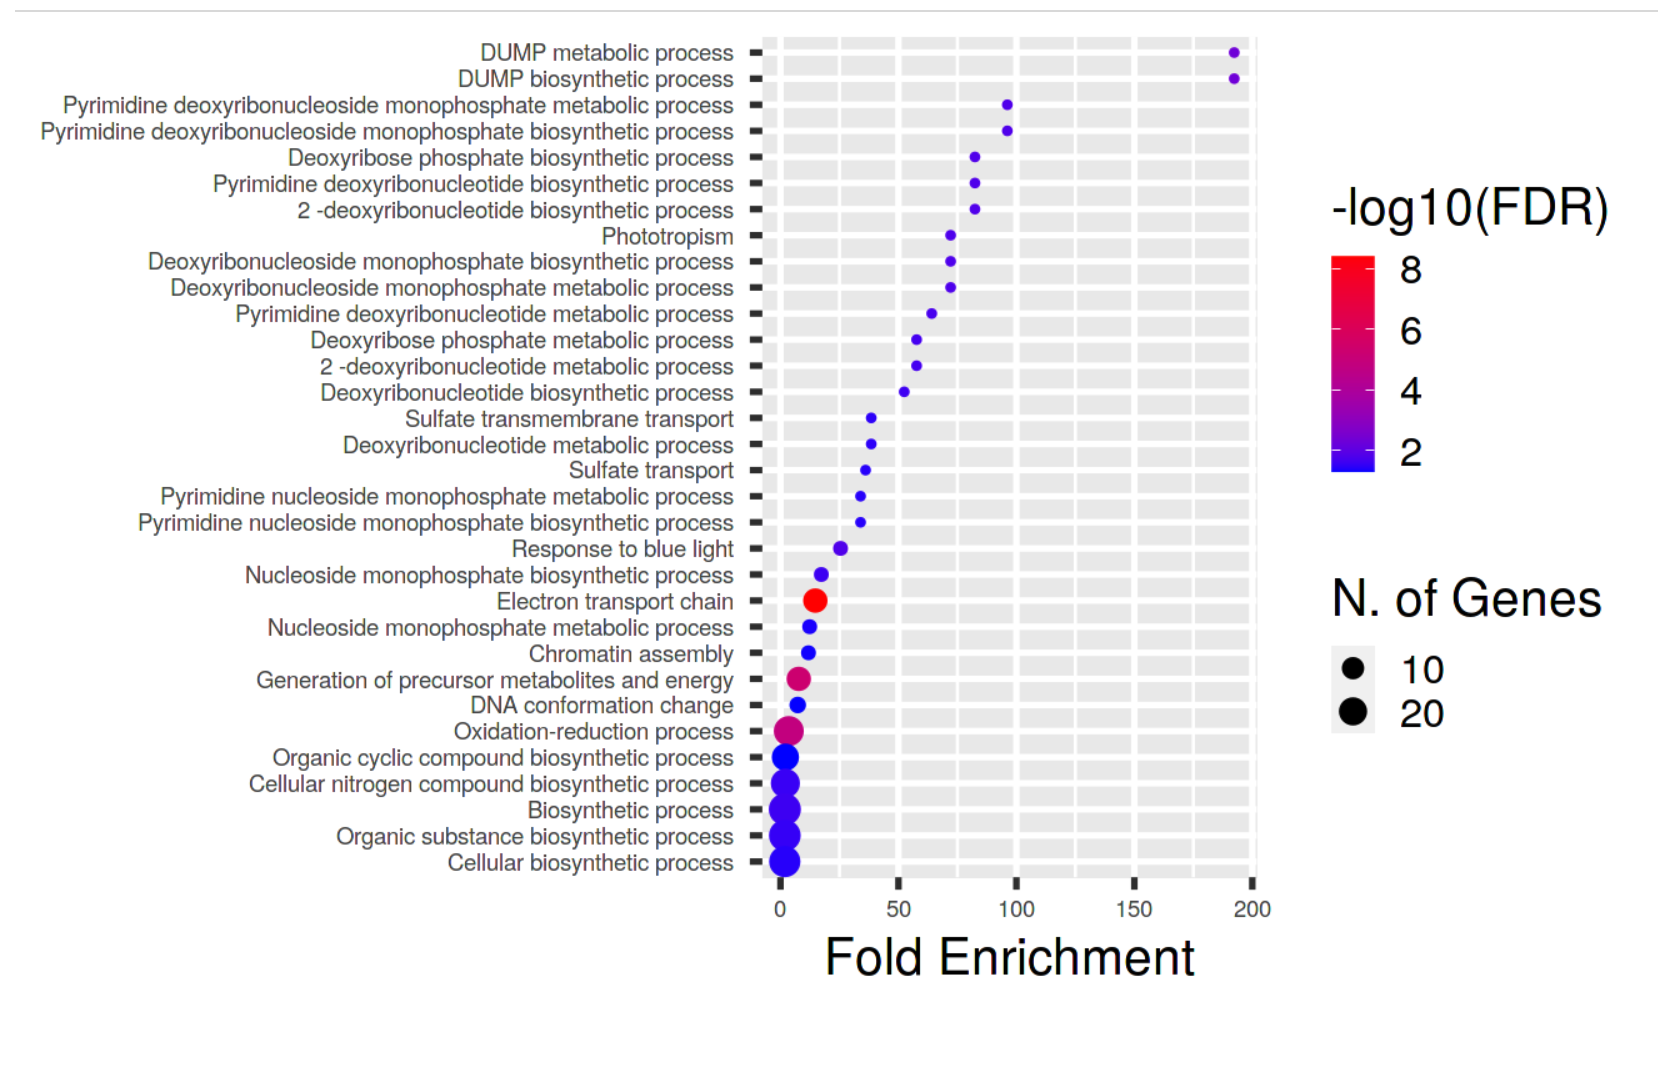 DUMP metabolic process
DUMP biosynthetic process
Pyrimidine deoxyribonucleoside monophosphate metabolic process
Pyrimidine deoxyribonucleoside monophosphate biosynthetic process
Deoxyribose phosphate biosynthetic process
Pyrimidine deoxyribonucleotide biosynthetic process
2 -deoxyribonucleotide biosynthetic process
Phototropism
Deoxyribonucleoside monophosphate biosynthetic process
Deoxyribonucleoside monophosphate metabolic process
Pyrimidine deoxyribonucleotide metabolic process
Deoxyribose phosphate metabolic process
2 -deoxyribonucleotide metabolic process
Deoxyribonucleotide biosynthetic process
Sulfate transmembrane transport
Deoxyribonucleotide metabolic process
Sulfate transport
Pyrimidine nucleoside monophosphate metabolic process
Pyrimidine nucleoside monophosphate biosynthetic process
Response to blue light
Nucleoside monophosphate biosynthetic process
Electron transport chain
Nucleoside monophosphate metabolic process
Chromatin assembly
Generation of precursor metabolites and energy
DNA conformation change
Oxidation-reduction process
Organic cyclic compound biosynthetic process
Cellular nitrogen compound biosynthetic process
Biosynthetic process
Organic substance biosynthetic process
Cellular biosynthetic process
0 50 100 150 200
Fold Enrichment
-log10(FDR)
8
6
4
2
N. of Genes
10
20